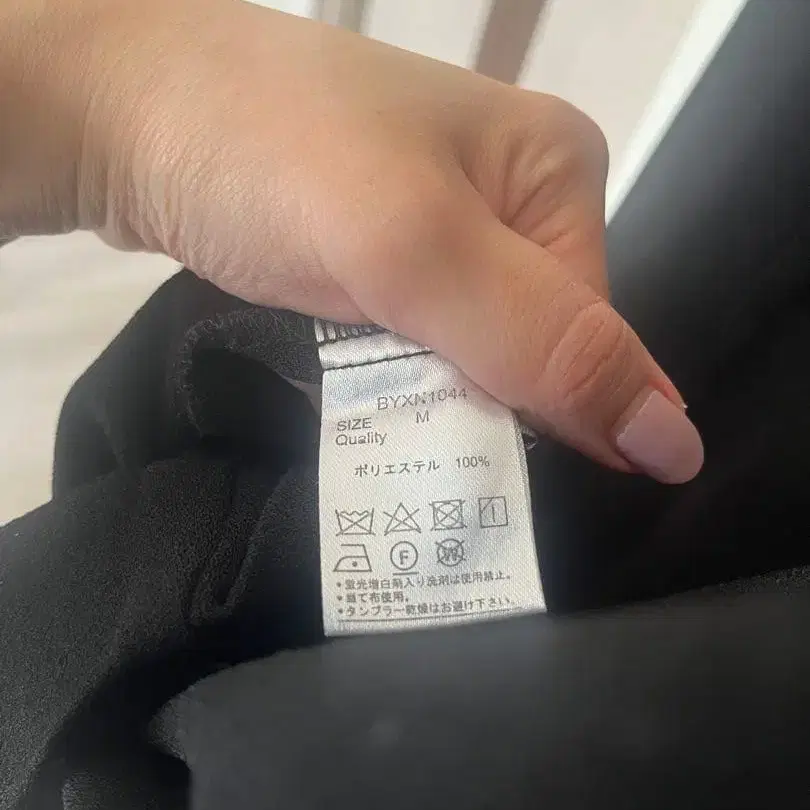 BYXN1044
SIZE M
Quality
ポリエステル 100%
F
W
•蛍光増白剤入り洗剤は使用禁止。
•当て布使用。
•タンブラー乾燥はお避け下さい。